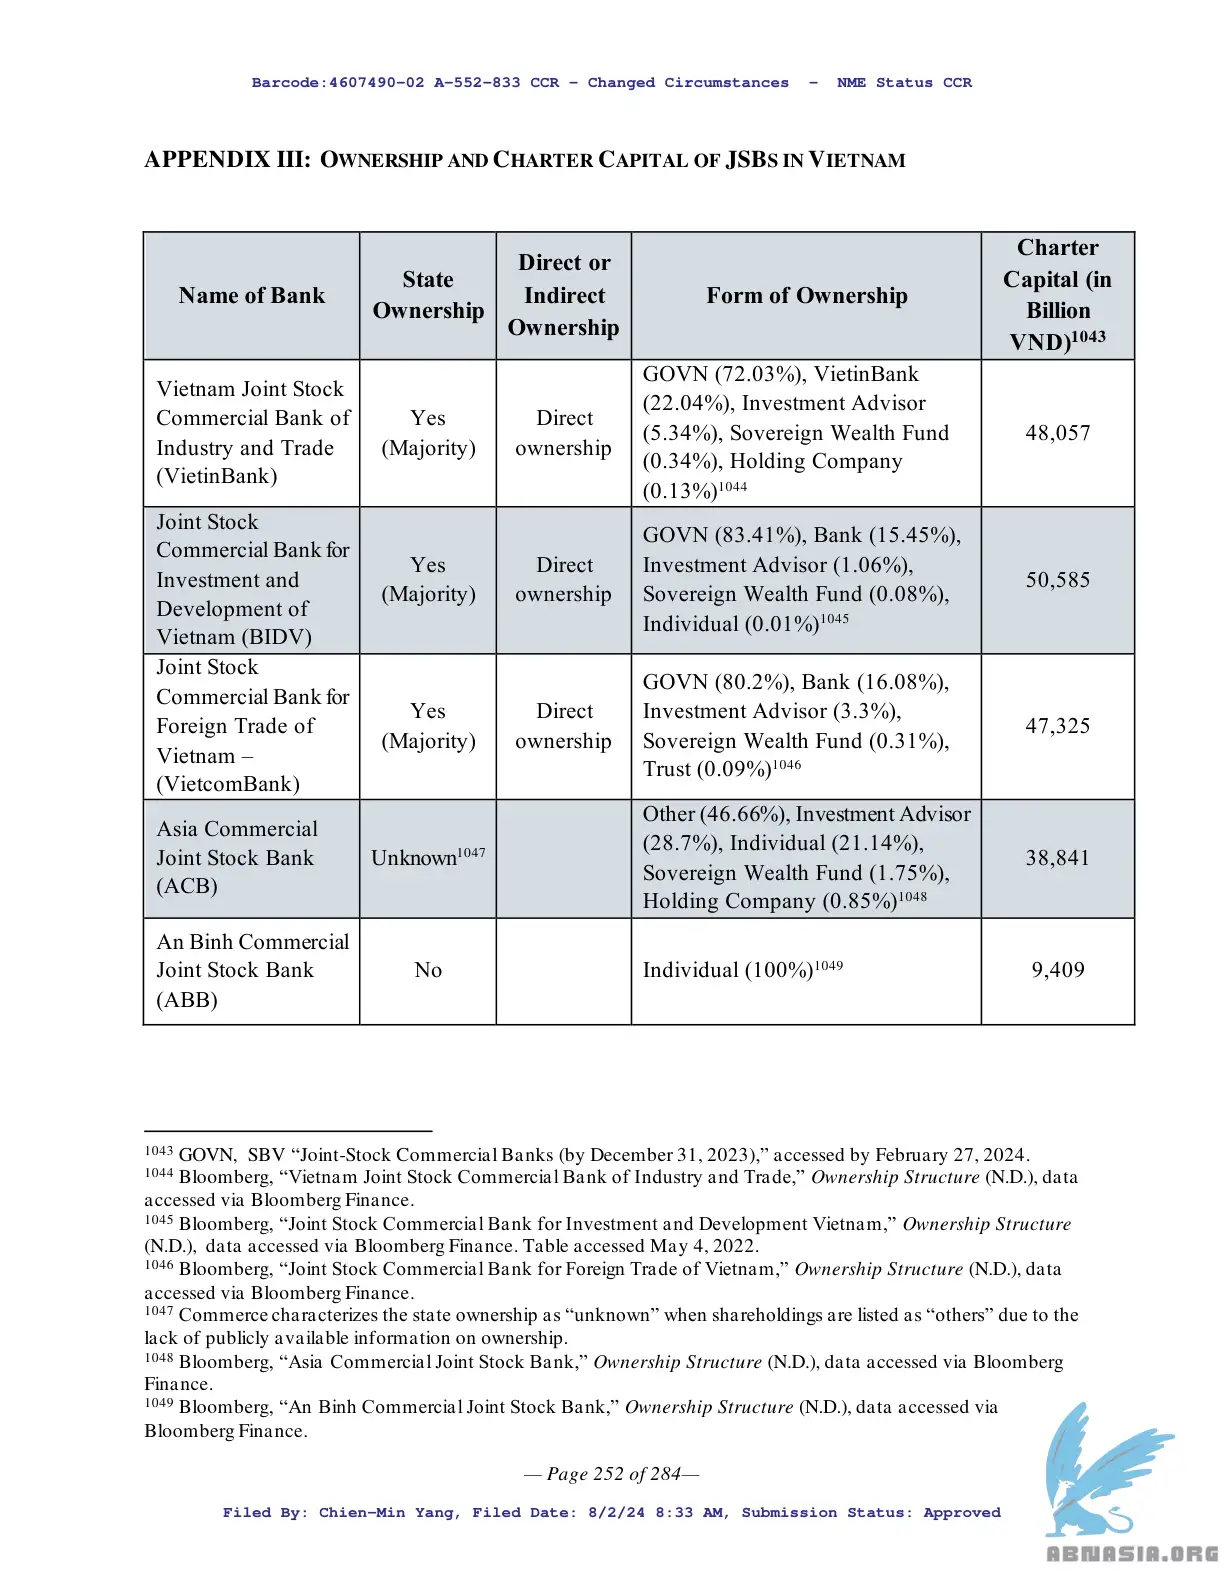 Barcode:4607490-02 A-552-833 CCR - Changed Circumstances - NME Status CCR
APPENDIX III: OWNERSHIP AND CHARTER CAPITAL OF JSBS IN VIETNAM
Name of Bank
State
Ownership
Direct or
Indirect
Ownership
Form of Ownership
Charter
Capital (in
Billion
VND)1043
Vietnam Joint Stock
Commercial Bank of
Industry and Trade
(VietinBank)
Yes
(Majority)
Direct
ownership
GOVN (72.03%), VietinBank
(22.04%), Investment Advisor
(5.34%), Sovereign Wealth Fund
(0.34%), Holding Company
(0.13%)1044
48,057
Joint Stock
Commercial Bank for
Investment and
Development of
Vietnam (BIDV)
Yes
(Majority)
Direct
ownership
GOVN (83.41%), Bank (15.45%),
Investment Advisor (1.06%),
Sovereign Wealth Fund (0.08%),
Individual (0.01%)1045
50,585
Joint Stock
Commercial Bank for
Foreign Trade of
Vietnam –
(VietcomBank)
Yes
(Majority)
Direct
ownership
GOVN (80.2%), Bank (16.08%),
Investment Advisor (3.3%),
Sovereign Wealth Fund (0.31%),
Trust (0.09%)1046
47,325
Asia Commercial
Joint Stock Bank
(ACB)
Unknown1047
Other (46.66%), Investment Advisor
(28.7%), Individual (21.14%),
Sovereign Wealth Fund (1.75%),
Holding Company (0.85%)1048
38,841
An Binh Commercial
Joint Stock Bank
(ABB)
No
Individual (100%)1049
9,409
1043 GOVN, SBV “Joint-Stock Commercial Banks (by December 31, 2023),” accessed by February 27, 2024.
1044 Bloomberg, “Vietnam Joint Stock Commercial Bank of Industry and Trade,” Ownership Structure (N.D.), data
accessed via Bloomberg Finance.
1045 Bloomberg, “Joint Stock Commercial Bank for Investment and Development Vietnam,” Ownership Structure
(N.D.), data accessed via Bloomberg Finance. Table accessed May 4, 2022.
1046 Bloomberg, “Joint Stock Commercial Bank for Foreign Trade of Vietnam,” Ownership Structure (N.D.), data
accessed via Bloomberg Finance.
1047 Commerce characterizes the state ownership as “unknown” when shareholdings are listed as “others” due to the
lack of publicly available information on ownership.
1048 Bloomberg, “Asia Commercial Joint Stock Bank,” Ownership Structure (N.D.), data accessed via Bloomberg
Finance.
1049 Bloomberg, “An Binh Commercial Joint Stock Bank,” Ownership Structure (N.D.), data accessed via
Bloomberg Finance.
— Page 252 of 284—
Filed By: Chien-Min Yang, Filed Date: 8/2/24 8:33 AM, Submission Status: Approved
ABNASIA.ORG